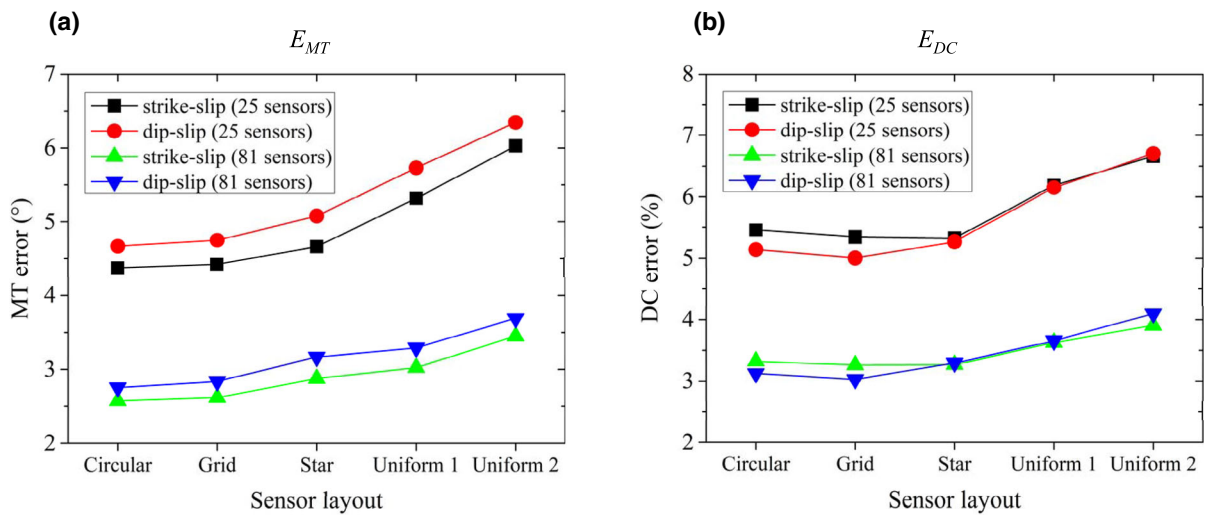 (a)
E_MT
7
6
5
4
3
2
MT error (°)
strike-slip (25 sensors)
dip-slip (25 sensors)
strike-slip (81 sensors)
dip-slip (81 sensors)
Circular Grid Star Uniform 1 Uniform 2
Sensor layout
(b)
E_DC
8
7
6
5
4
3
2
DC error (%)
strike-slip (25 sensors)
dip-slip (25 sensors)
strike-slip (81 sensors)
dip-slip (81 sensors)
Circular Grid Star Uniform 1 Uniform 2
Sensor layout